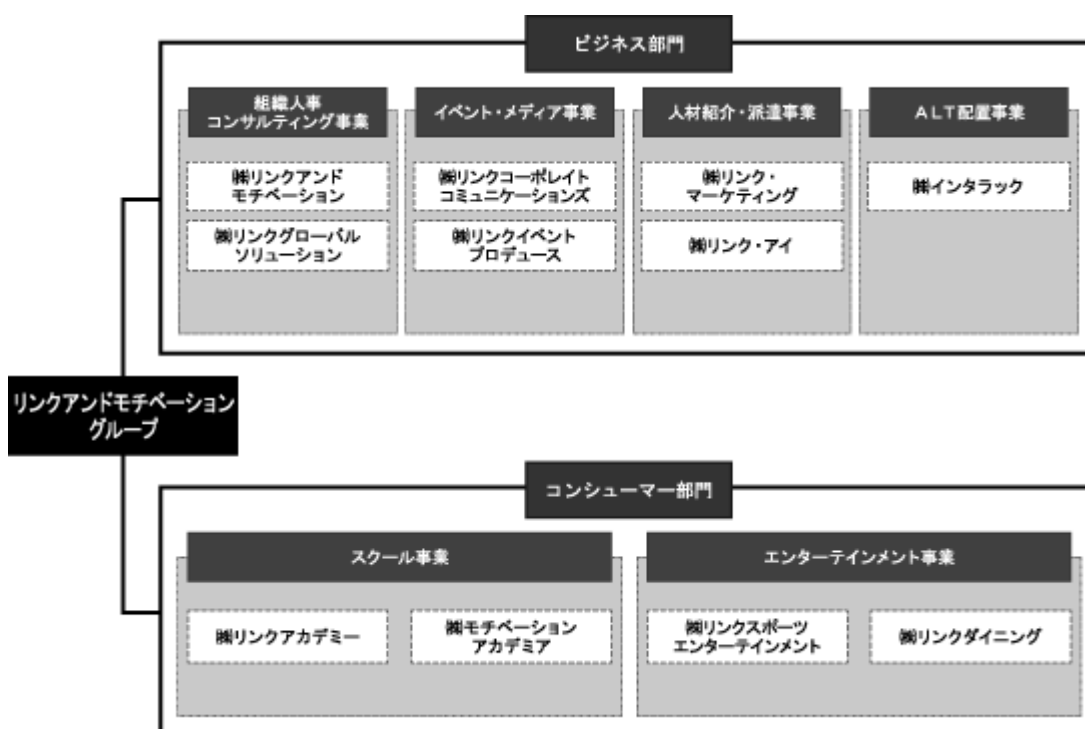 ビジネス部門
組織人事
コンサルティング事業
イベント・メディア事業
人材紹介・派遣事業
ALT配置事業
㈱リンクアンド
モチベーション
㈱リンクグローバル
ソリューション
㈱リンクコーポレイト
コミュニケーションズ
㈱リンクイベント
プロデュース
㈱リンク・
マーケティング
㈱リンク・アイ
㈱インタラック
リンクアンドモチベーション
グループ
コンシューマー部門
スクール事業
エンターテインメント事業
㈱リンクアカデミー
㈱モチベーション
アカデミア
㈱リンクスポーツ
エンターテインメント
㈱リンクダイニング